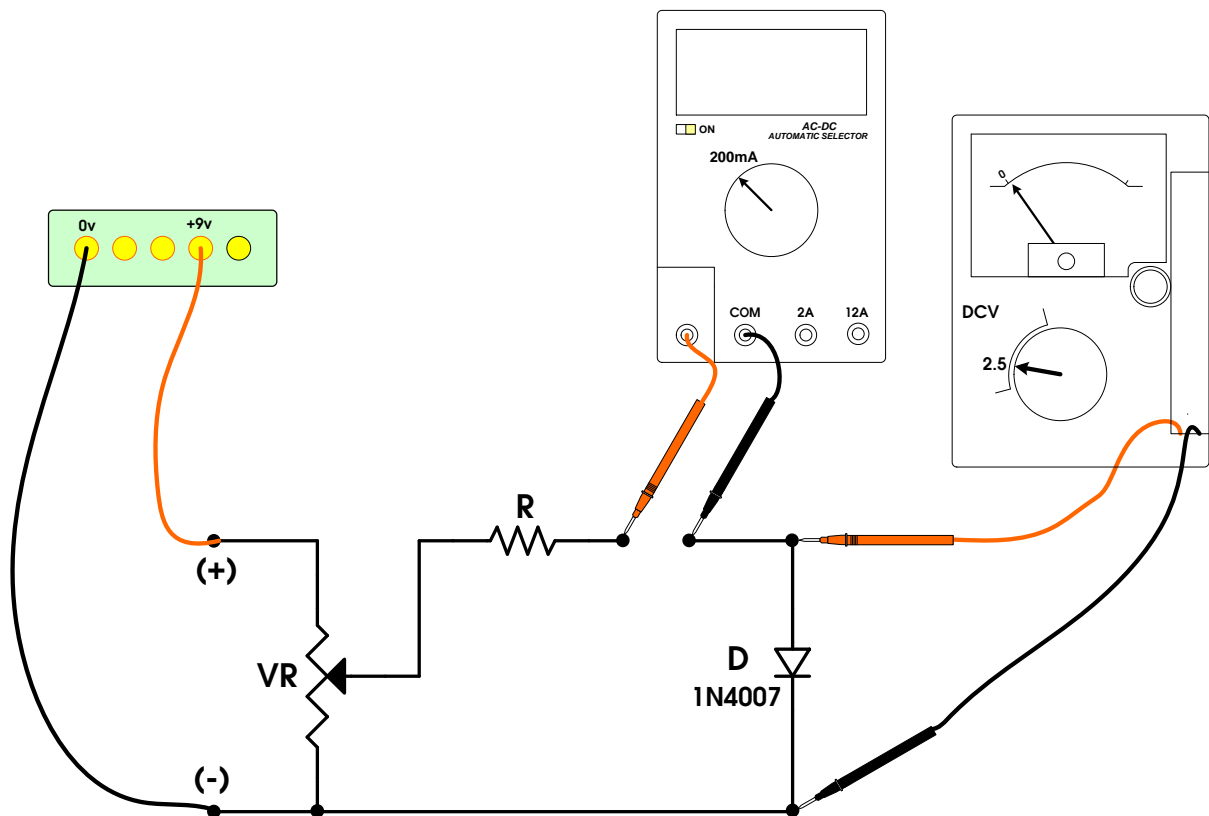 ON
AC-DC
AUTOMATIC SELECTOR
200mA
0
0v +9v
COM 2A 12A
DCV
2.5
R
(+)
VR
D
1N4007
(-)